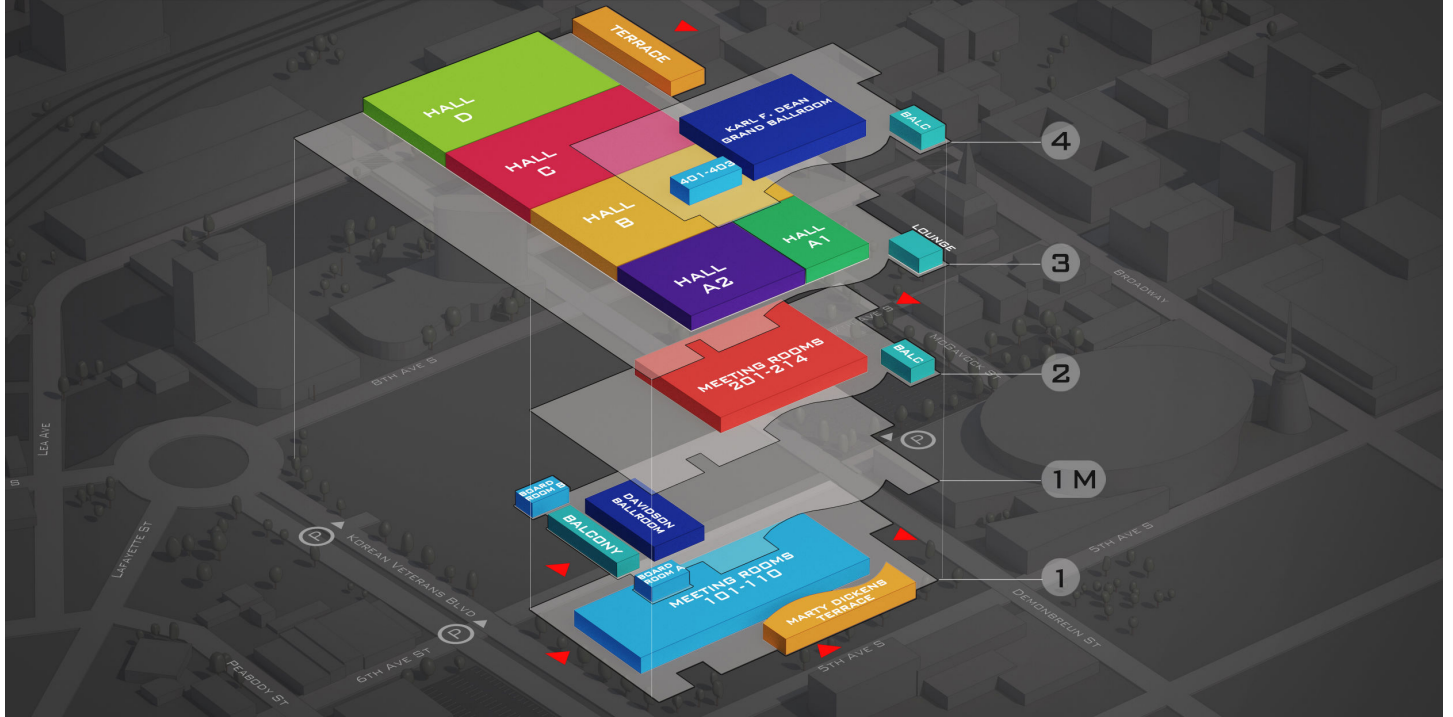 TERRACE
HALL
D
KARL F. DEAN
GRAND BALLROOM
BALC
4
HALL
C
401-403
HALL
B
HALL
A1
LOUNGE
3
HALL
A2
BROADWAY
AVE S
MCGAVOCK ST
MEETING ROOMS
201-214
BALC
2
8TH AVE S
LEA AVE
P
S
1 M
BOARD
ROOM B
DAVIDSON
BALLROOM
BALCONY
5TH AVE S
LAFAYETTE ST
P
KOREAN VETERANS BLVD
BOARD
ROOM A
MEETING ROOMS
101-110
1
MARTY DICKENS
TERRACE
DEMONBREUN ST
P
6TH AVE ST
PEABODY ST
5TH AVE S